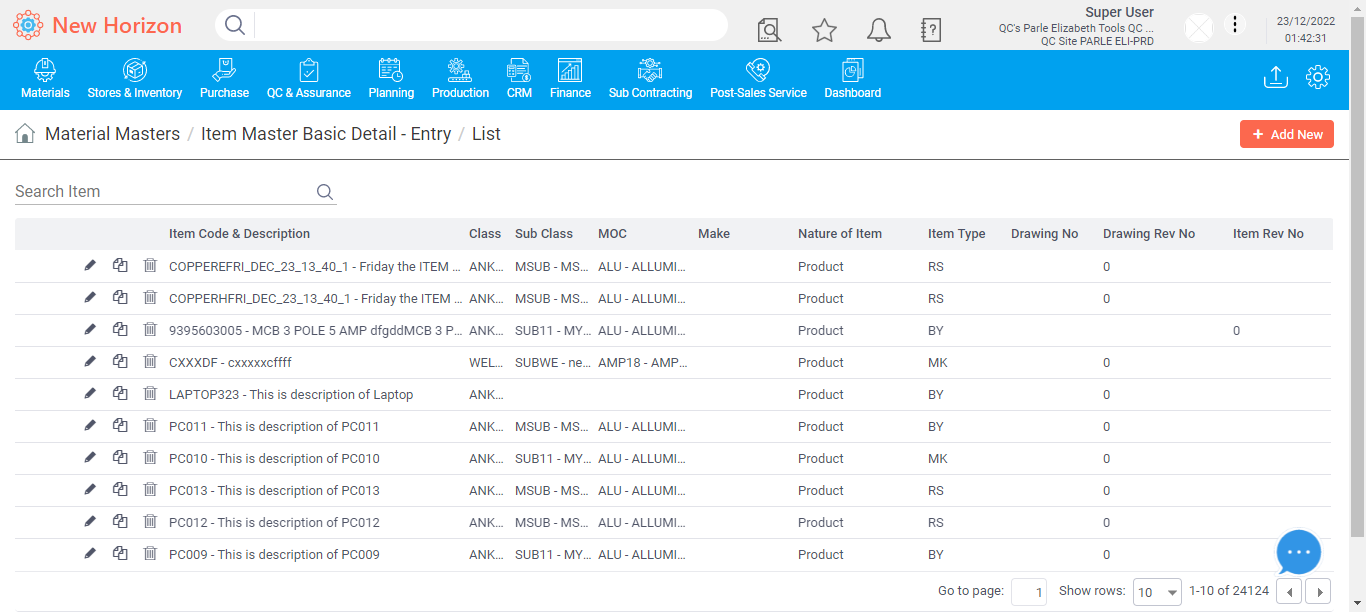 New Horizon
Super User
QC's Parle Elizabeth Tools QC ...
QC Site PARLE ELI-PRD
23/12/2022
01:42:31
Materials Stores & Inventory Purchase QC & Assurance Planning Production CRM Finance Sub Contracting Post-Sales Service Dashboard
Material Masters / Item Master Basic Detail - Entry / List
+ Add New
Search Item
Item Code & Description Class Sub Class MOC Make Nature of Item Item Type Drawing No Drawing Rev No Item Rev No
COPPEREFRI_DEC_23_13_40_1 - Friday the ITEM ... ANK... MSUB - MS... ALU - ALLUMI... Product RS 0
COPPERHFRI_DEC_23_13_40_1 - Friday the ITEM ... ANK... MSUB - MS... ALU - ALLUMI... Product RS 0
9395603005 - MCB 3 POLE 5 AMP dfgddMCB 3 P... ANK... SUB11 - MY... ALU - ALLUMI... Product BY 0
CXXXDF - cxxxxxcffff WEL... SUBWE - ne... AMP18 - AMP... Product MK 0
LAPTOP323 - This is description of Laptop ANK... Product BY 0
PC011 - This is description of PC011 ANK... MSUB - MS... ALU - ALLUMI... Product BY 0
PC010 - This is description of PC010 ANK... SUB11 - MY... ALU - ALLUMI... Product MK 0
PC013 - This is description of PC013 ANK... MSUB - MS... ALU - ALLUMI... Product RS 0
PC012 - This is description of PC012 ANK... MSUB - MS... ALU - ALLUMI... Product RS 0
PC009 - This is description of PC009 ANK... SUB11 - MY... ALU - ALLUMI... Product BY 0
Go to page: 1 Show rows: 10 1-10 of 24124